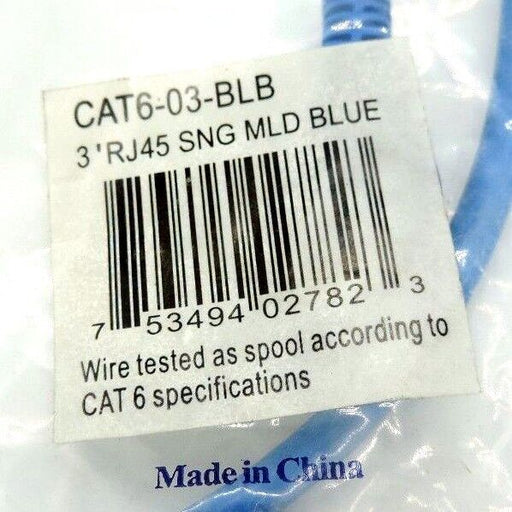 CAT6-03-BLB
3'RJ45 SNG MLD BLUE
7 53494 02782 3
Wire tested as spool according to
CAT 6 specifications
Made in China